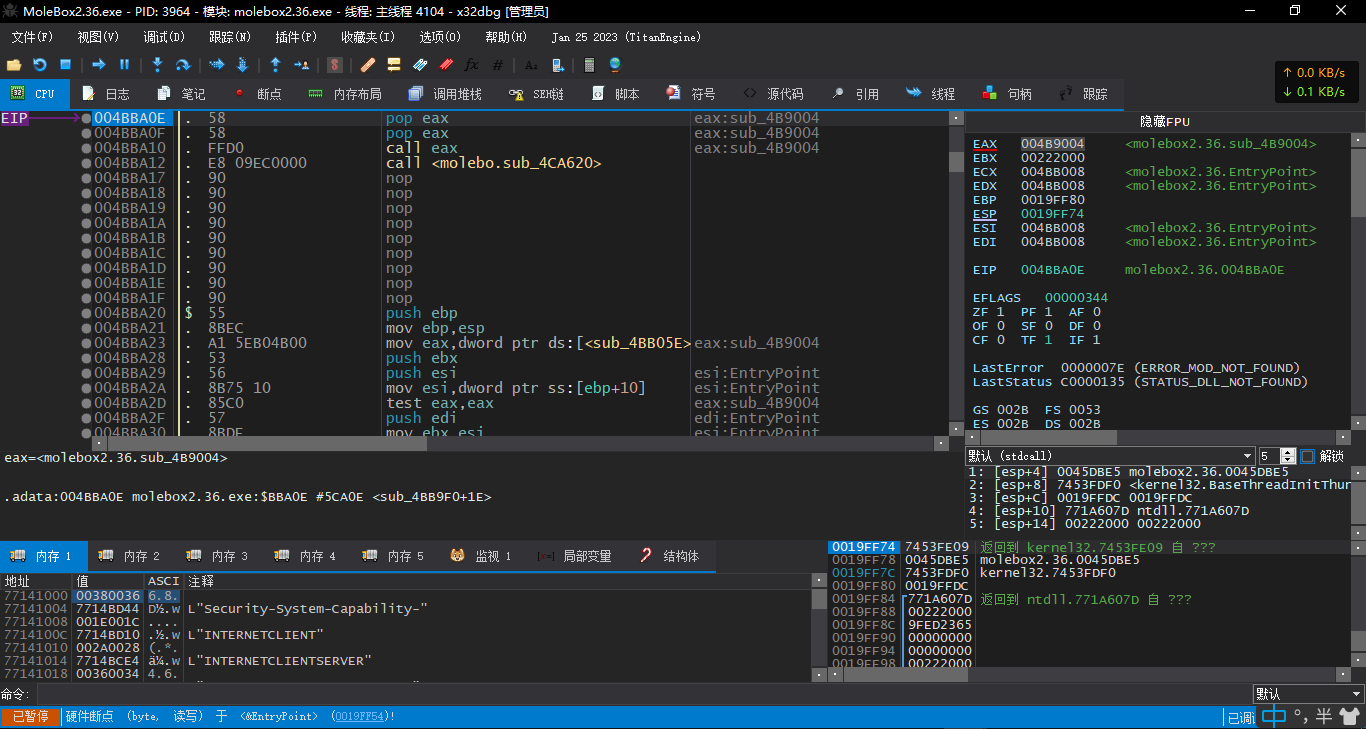 MoleBox2.36.exe - PID: 3964 - 模块: molebox2.36.exe - 线程: 主线程 4104 - x32dbg [管理员]
文件(F) 视图(V) 调试(D) 跟踪(N) 插件(P) 收藏夹(I) 选项(O) 帮助(H) Jan 25 2023 (TitanEngine)
↑ 0.0 KB/s
↓ 0.1 KB/s
CPU 日志 笔记 断点 内存布局 调用堆栈 SEH链 脚本 符号 源代码 引用 线程 句柄 跟踪
EIP 004BBA0E . 58 pop eax eax:sub_4B9004
004BBA0F . 58 pop eax eax:sub_4B9004
004BBA10 . FFD0 call eax eax:sub_4B9004
004BBA12 . E8 09EC0000 call <molebo.sub_4CA620>
004BBA17 . 90 nop
004BBA18 . 90 nop
004BBA19 . 90 nop
004BBA1A . 90 nop
004BBA1B . 90 nop
004BBA1C . 90 nop
004BBA1D . 90 nop
004BBA1E . 90 nop
004BBA1F . 90 nop
004BBA20 $ 55 push ebp
004BBA21 . 8BEC mov ebp,esp
004BBA23 . A1 5EB04B00 mov eax,dword ptr ds:[<sub_4BB05E> eax:sub_4B9004
004BBA28 . 53 push ebx
004BBA29 . 56 push esi esi:EntryPoint
004BBA2A . 8B75 10 mov esi,dword ptr ss:[ebp+10] esi:EntryPoint
004BBA2D . 85C0 test eax,eax eax:sub_4B9004
004BBA2F . 57 push edi edi:EntryPoint
004BBA30 . 8BDE mov ebx,esi esi:EntryPoint
隐藏FPU
EAX 004B9004 <molebox2.36.sub_4B9004>
EBX 00222000
ECX 004BB008 <molebox2.36.EntryPoint>
EDX 004BB008 <molebox2.36.EntryPoint>
EBP 0019FF80
ESP 0019FF74
ESI 004BB008 <molebox2.36.EntryPoint>
EDI 004BB008 <molebox2.36.EntryPoint>
EIP 004BBA0E molebox2.36.004BBA0E
EFLAGS 00000344
ZF 1 PF 1 AF 0
OF 0 SF 0 DF 0
CF 0 TF 1 IF 1
LastError 0000007E (ERROR_MOD_NOT_FOUND)
LastStatus C0000135 (STATUS_DLL_NOT_FOUND)
GS 002B FS 0053
ES 002B DS 002B
eax=<molebox2.36.sub_4B9004>
.adata:004BBA0E molebox2.36.exe:$BBA0E #5CA0E <sub_4BB9F0+1E>
默认 (stdcall) 5 解锁
1: [esp+4] 0045DBE5 molebox2.36.0045DBE5
2: [esp+8] 7453FDF0 <kernel32.BaseThreadInitThur
3: [esp+C] 0019FFDC 0019FFDC
4: [esp+10] 771A607D ntdll.771A607D
5: [esp+14] 00222000 00222000
内存 1 内存 2 内存 3 内存 4 内存 5 监视 1 局部变量 结构体
地址 值 ASCI 注释
77141000 00380036 6.8.
77141004 7714BD44 D½.w L"Security-System-Capability-"
77141008 001E001C ....
7714100C 7714BD10 .½.w L"INTERNETCLIENT"
77141010 002A0028 (.*.
77141014 7714BCE4 ä¼.w L"INTERNETCLIENTSERVER"
77141018 00360034 4.6.
0019FF74 7453FE09 返回到 kernel32.7453FE09 自 ???
0019FF78 0045DBE5 molebox2.36.0045DBE5
0019FF7C 7453FDF0 kernel32.7453FDF0
0019FF80 0019FFDC
0019FF84 771A607D 返回到 ntdll.771A607D 自 ???
0019FF88 00222000
0019FF8C 9FED2365
0019FF90 00000000
0019FF94 00000000
0019FF98 00222000
命令: 默认
已暂停 硬件断点 (byte, 读写) 于 <&EntryPoint> (0019FF54)! 已调 中 °, 半